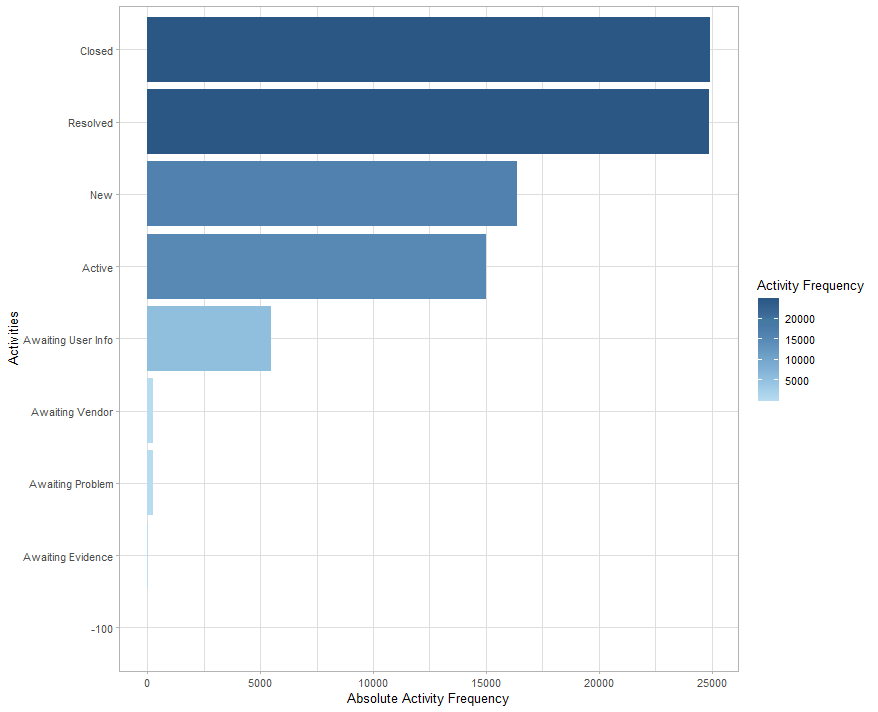 Closed
Resolved
New
Active
Awaiting User Info
Awaiting Vendor
Awaiting Problem
Awaiting Evidence
-100
Activities
0 5000 10000 15000 20000 25000
Absolute Activity Frequency
Activity Frequency
20000
15000
10000
5000